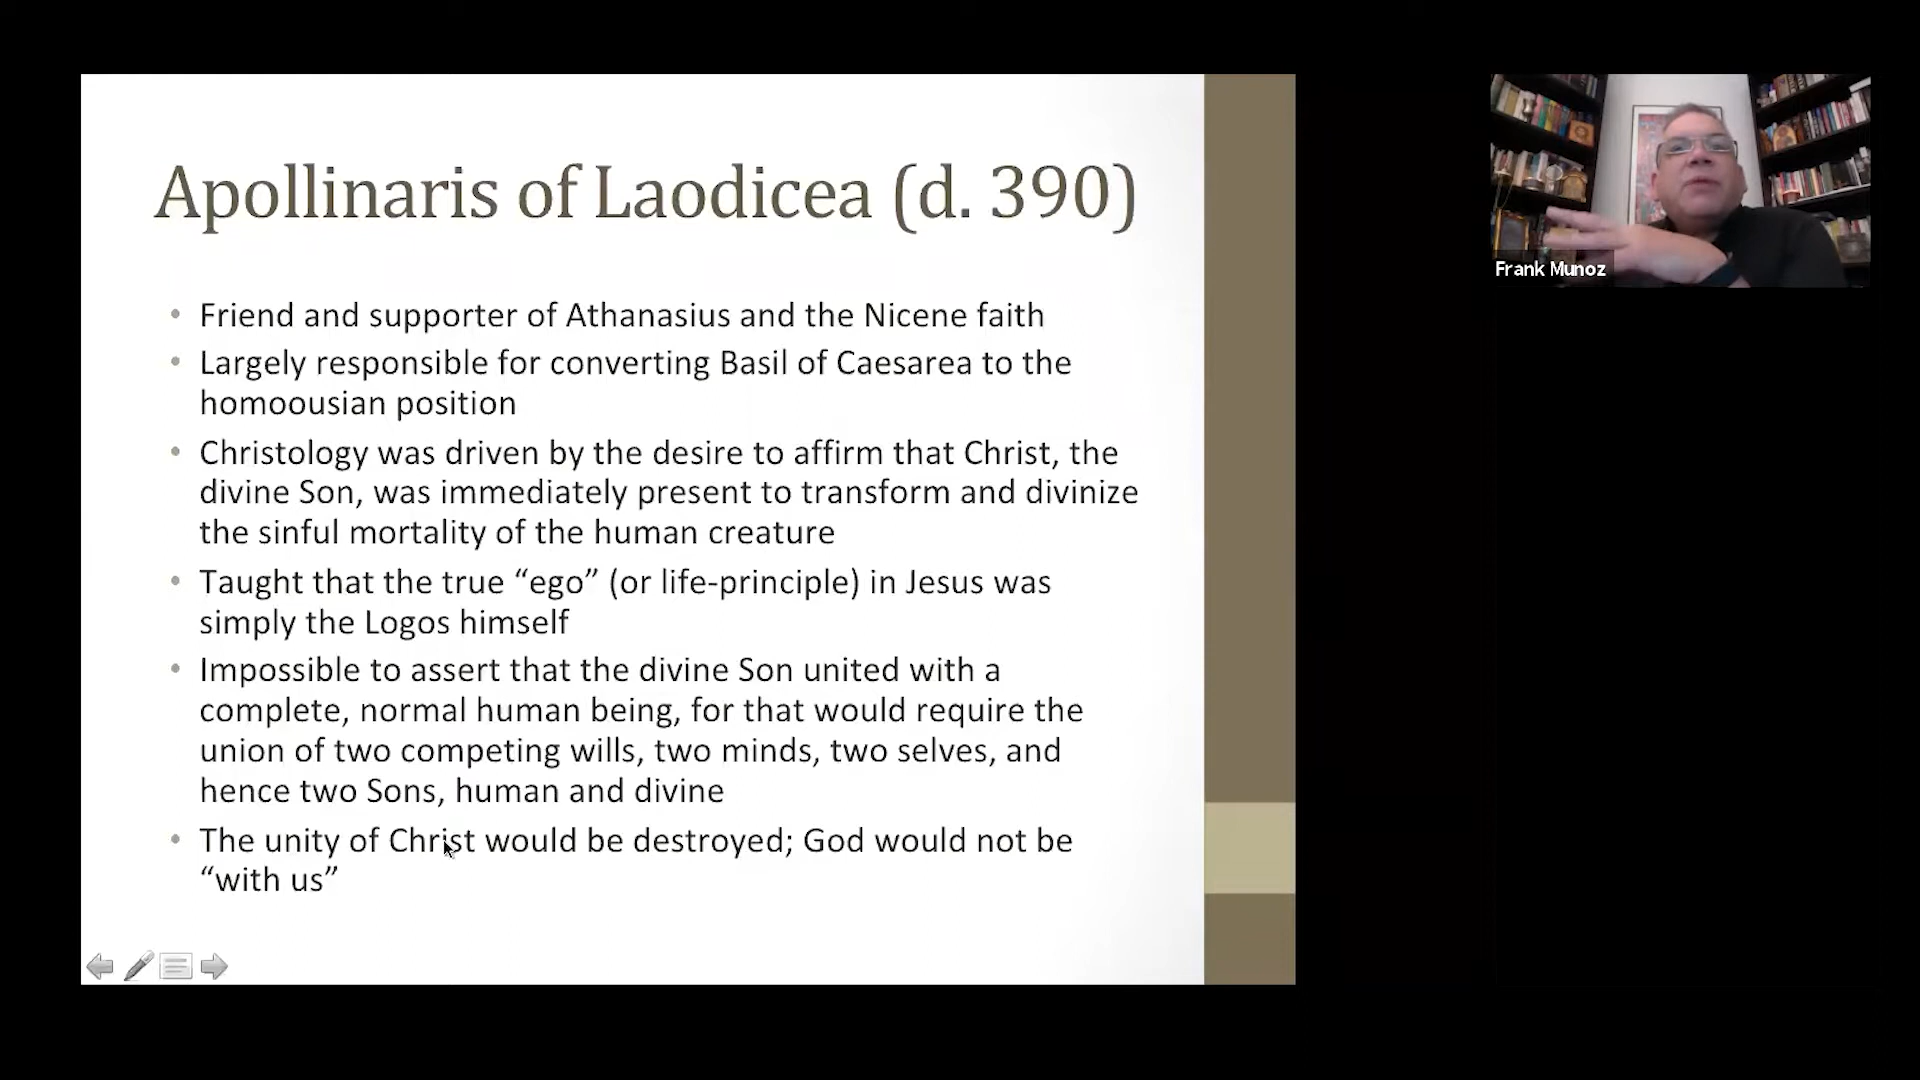 Apollinaris of Laodicea (d. 390)
• Friend and supporter of Athanasius and the Nicene faith
• Largely responsible for converting Basil of Caesarea to the
homoousian position
• Christology was driven by the desire to affirm that Christ, the
divine Son, was immediately present to transform and divinize
the sinful mortality of the human creature
• Taught that the true “ego” (or life-principle) in Jesus was
simply the Logos himself
• Impossible to assert that the divine Son united with a
complete, normal human being, for that would require the
union of two competing wills, two minds, two selves, and
hence two Sons, human and divine
• The unity of Christ would be destroyed; God would not be
“with us”
Frank Munoz